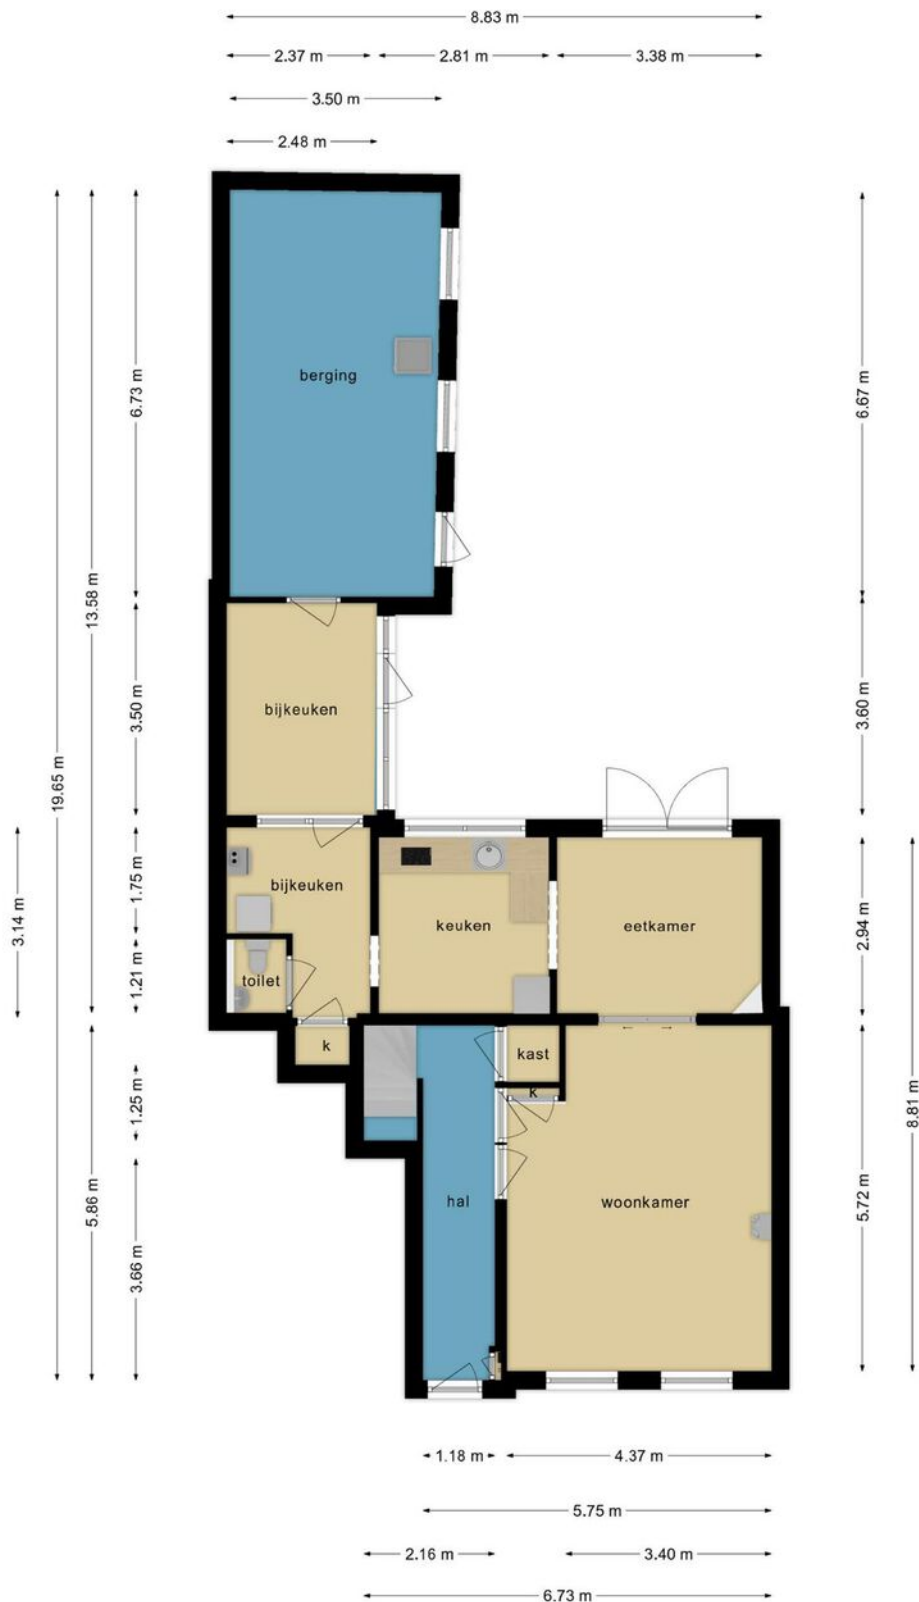 8.83 m
2.37 m
2.81 m
3.38 m
3.50 m
2.48 m
19.65 m
13.58 m
6.73 m
6.67 m
berging
3.50 m
3.60 m
bijkeuken
3.14 m
1.75 m
2.94 m
bijkeuken
keuken
eetkamer
1.21 m
toilet
k
kast
k
1.25 m
8.81 m
5.86 m
5.72 m
hal
woonkamer
3.66 m
1.18 m
4.37 m
5.75 m
2.16 m
3.40 m
6.73 m